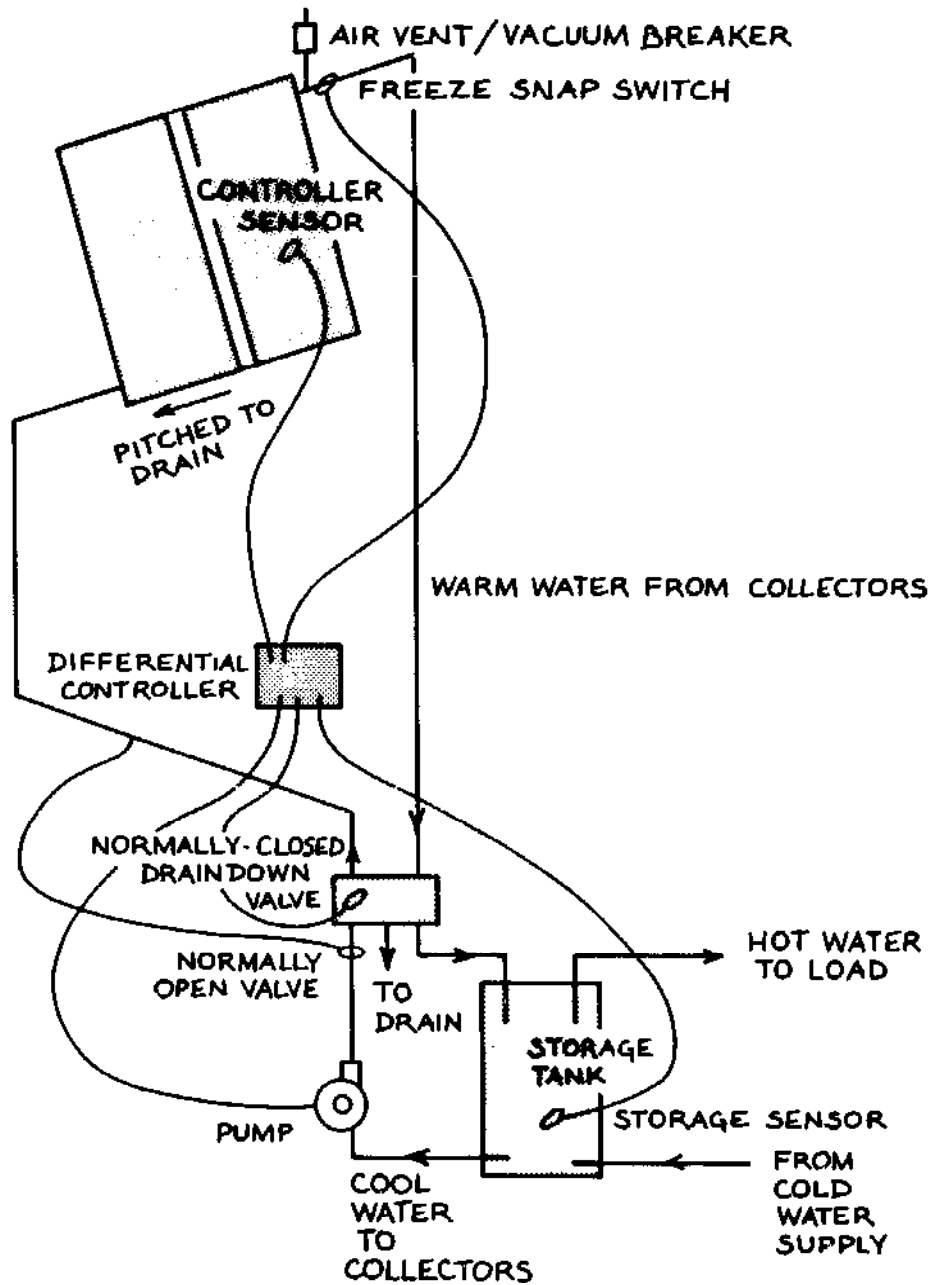 AIR VENT/VACUUM BREAKER
FREEZE SNAP SWITCH
CONTROLLER
SENSOR
PITCHED TO
DRAIN
WARM WATER FROM COLLECTORS
DIFFERENTIAL
CONTROLLER
NORMALLY-CLOSED
DRAINDOWN
VALVE
NORMALLY
OPEN VALVE
TO
DRAIN
HOT WATER
TO LOAD
STORAGE
TANK
STORAGE SENSOR
PUMP
COOL
WATER
TO
COLLECTORS
FROM
COLD
WATER
SUPPLY